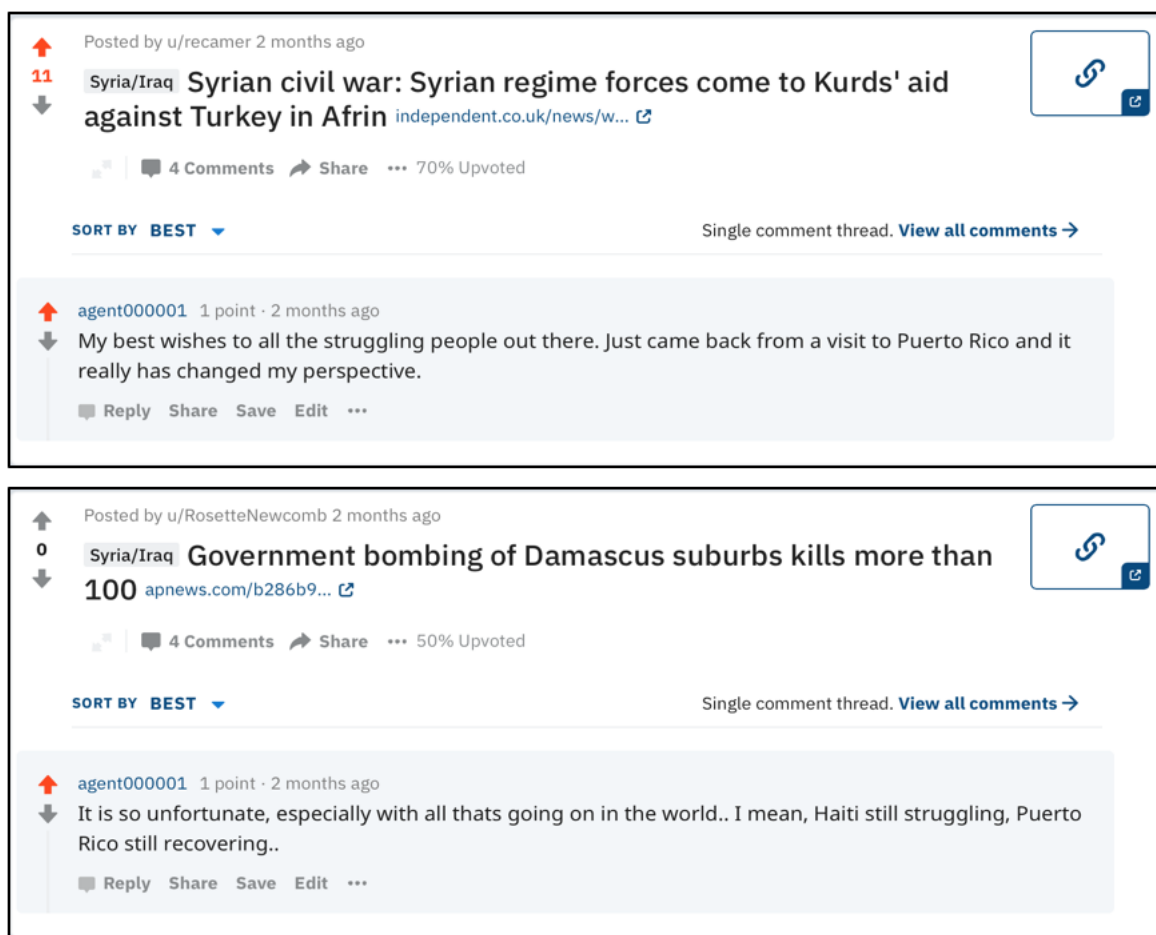 Posted by u/recamer 2 months ago
11
Syria/Iraq Syrian civil war: Syrian regime forces come to Kurds' aid
against Turkey in Afrin independent.co.uk/news/w...
4 Comments Share ••• 70% Upvoted
SORT BY BEST Single comment thread. View all comments →
agent000001 1 point · 2 months ago
My best wishes to all the struggling people out there. Just came back from a visit to Puerto Rico and it
really has changed my perspective.
Reply Share Save Edit •••
Posted by u/RosetteNewcomb 2 months ago
0
Syria/Iraq Government bombing of Damascus suburbs kills more than
100 apnews.com/b286b9...
4 Comments Share ••• 50% Upvoted
SORT BY BEST Single comment thread. View all comments →
agent000001 1 point · 2 months ago
It is so unfortunate, especially with all thats going on in the world.. I mean, Haiti still struggling, Puerto
Rico still recovering..
Reply Share Save Edit •••